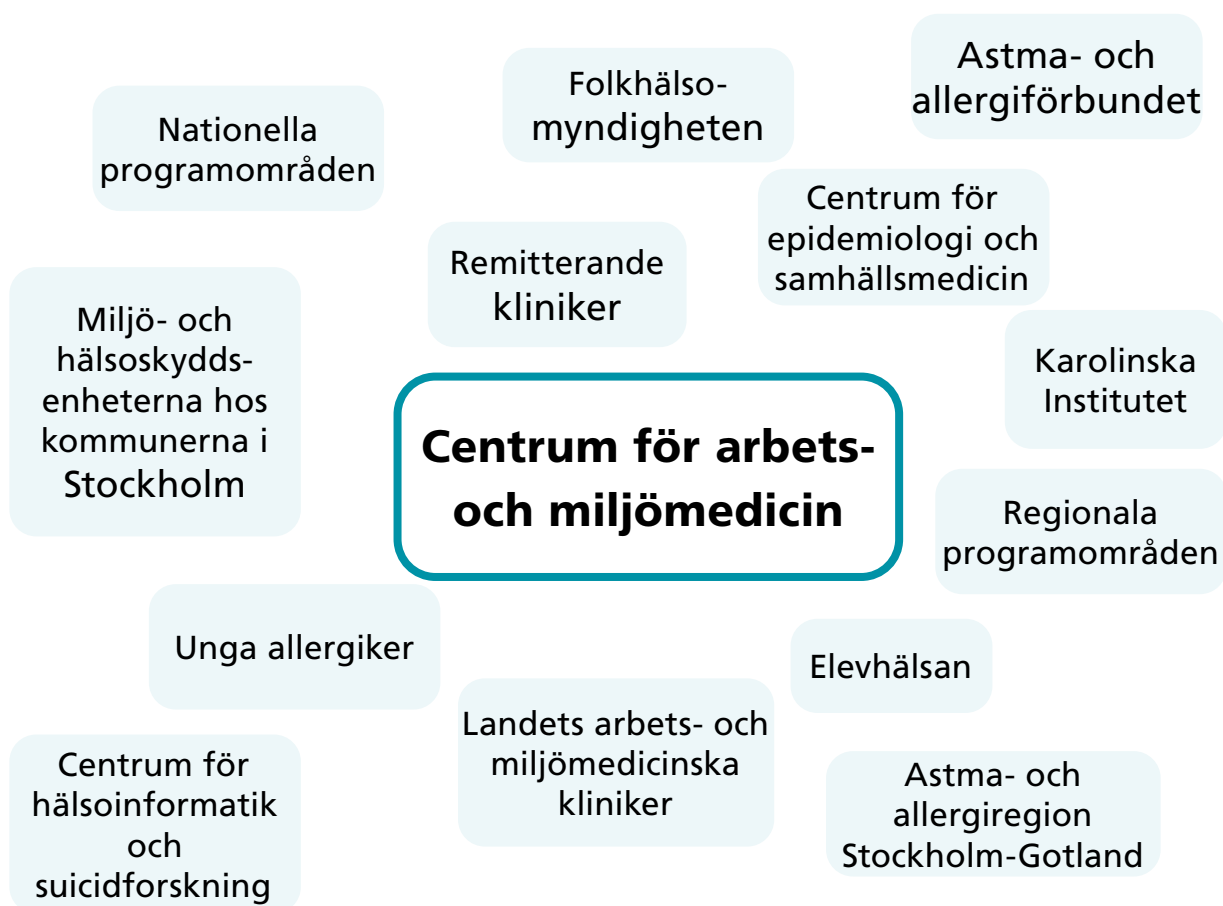 Astma- och
allergiförbundet
Folkhälso-
myndigheten
Nationella
programområden
Centrum för
epidemiologi och
samhällsmedicin
Remitterande
kliniker
Miljö- och
hälsoskydds-
enheterna hos
kommunerna i
Stockholm
Karolinska
Institutet
Centrum för arbets-
och miljömedicin
Regionala
programområden
Unga allergiker
Elevhälsan
Landets arbets- och
miljömedicinska
kliniker
Centrum för
hälsoinformatik
och
suicidforskning
Astma- och
allergiregion
Stockholm-Gotland